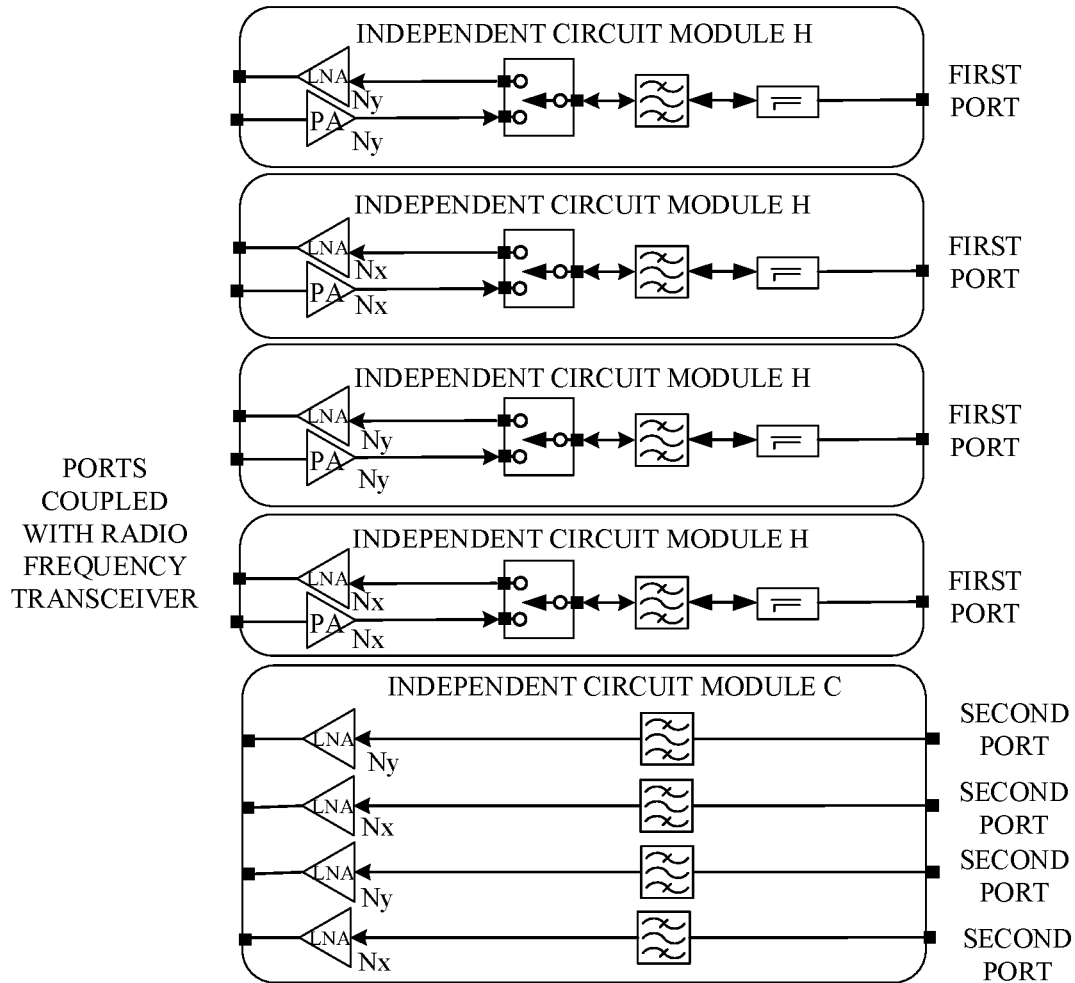 INDEPENDENT CIRCUIT MODULE H
LNA
Ny
PA
Ny
FIRST
PORT
INDEPENDENT CIRCUIT MODULE H
LNA
Nx
PA
Nx
FIRST
PORT
INDEPENDENT CIRCUIT MODULE H
LNA
Ny
PA
Ny
FIRST
PORT
PORTS
COUPLED
WITH RADIO
FREQUENCY
TRANSCEIVER
INDEPENDENT CIRCUIT MODULE H
LNA
Nx
PA
Nx
FIRST
PORT
INDEPENDENT CIRCUIT MODULE C
LNA
Ny
SECOND
PORT
LNA
Nx
SECOND
PORT
LNA
Ny
SECOND
PORT
LNA
Nx
SECOND
PORT